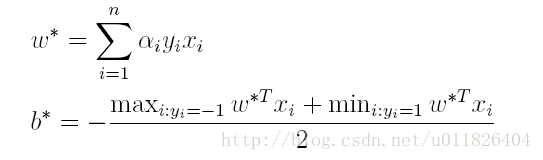 w* = ∑_{i=1}^{n} α_i y_i x_i
b* = − (max_{i:y_i=−1} w*^T x_i + min_{i:y_i=1} w*^T x_i) / 2
http://blog.csdn.net/u011826404